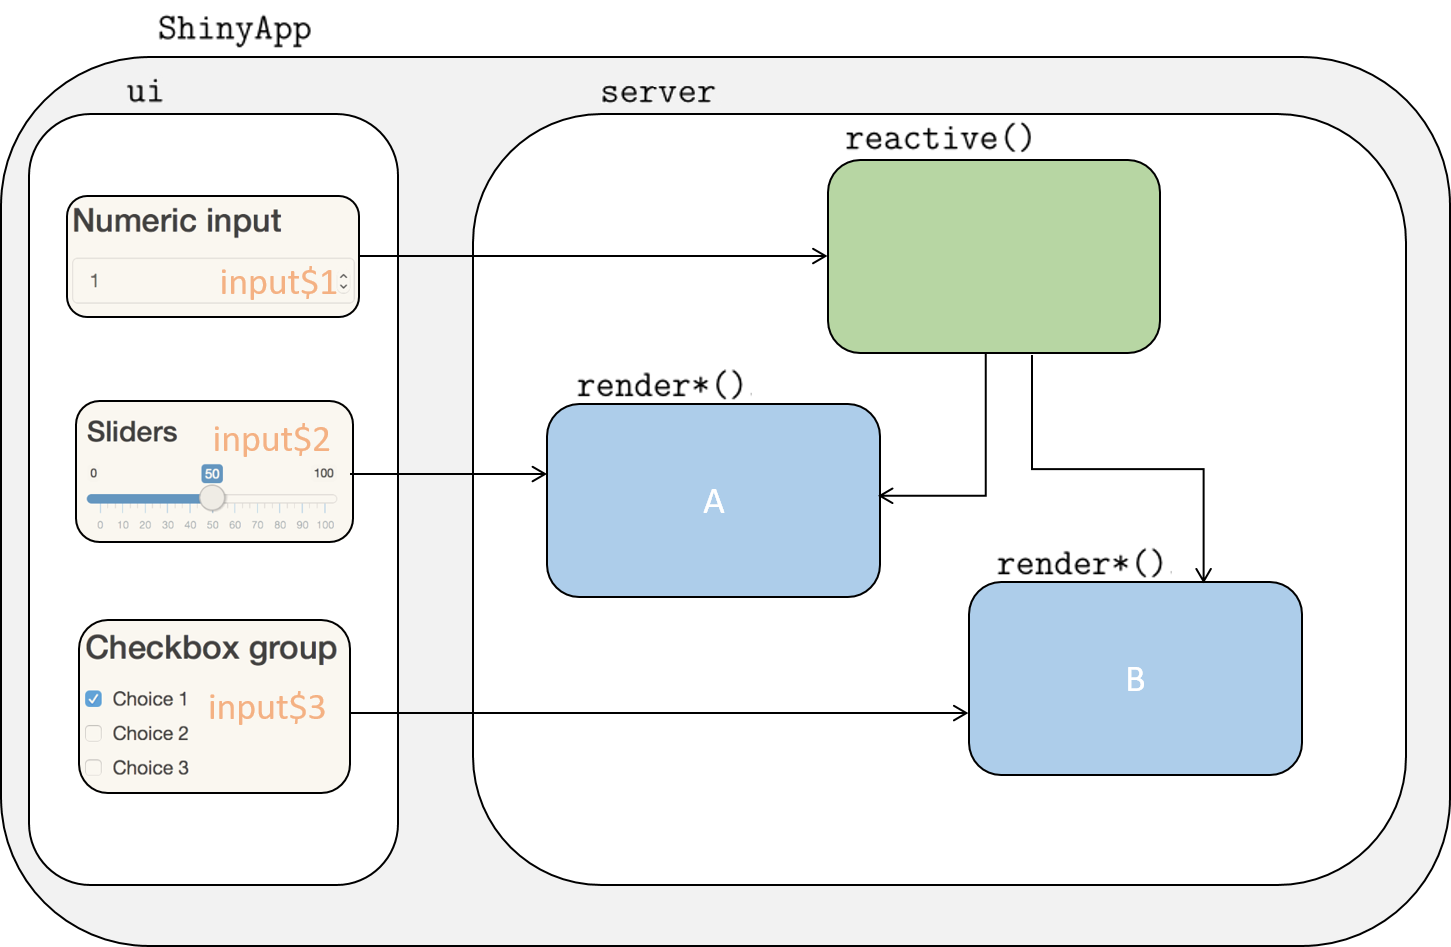 ShinyApp
ui
server
reactive()
Numeric input
1
input$1
render*()
Sliders
input$2
0
50
100
0 10 20 30 40 50 60 70 80 90 100
A
render*()
Checkbox group
Choice 1
input$3
Choice 2
Choice 3
B